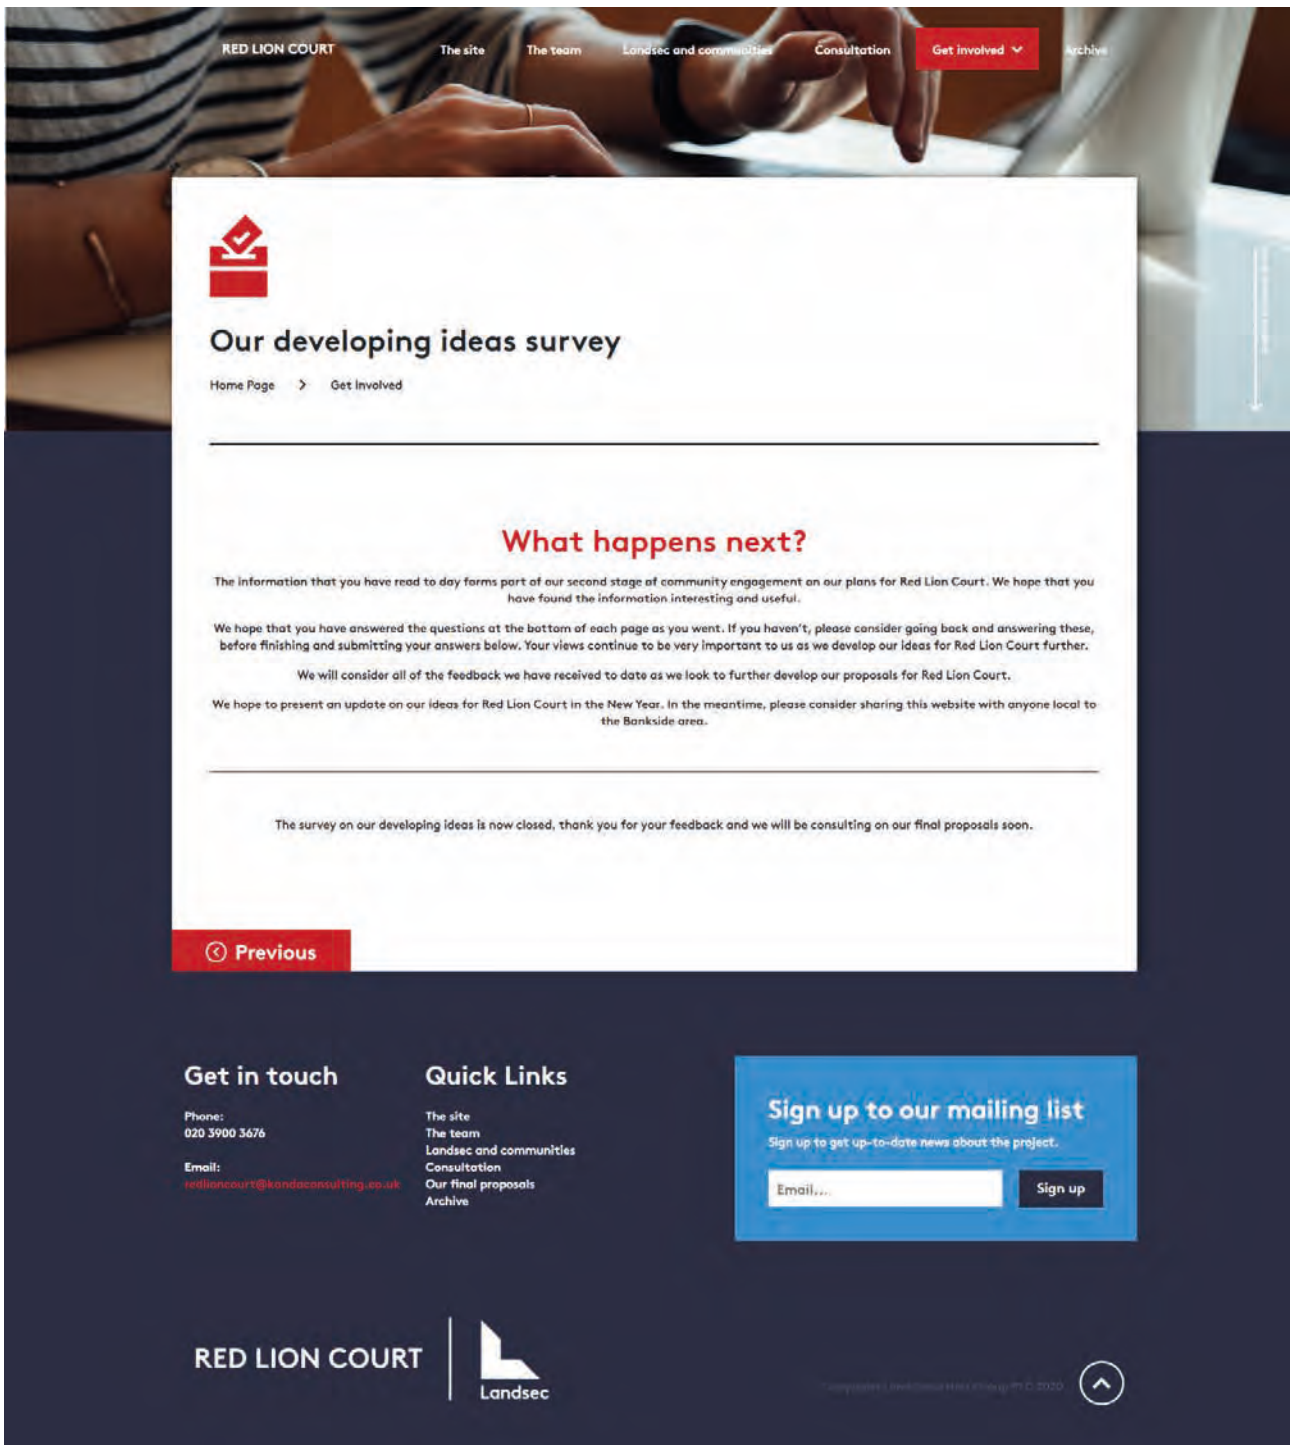 RED LION COURT
The site
The team
Landsec and communities
Consultation
Get involved
Archive
Our developing ideas survey
Home Page > Get Involved
What happens next?
The information that you have read to day forms part of our second stage of community engagement on our plans for Red Lion Court. We hope that you
have found the information interesting and useful.
We hope that you have answered the questions at the bottom of each page as you went. If you haven't, please consider going back and answering these,
before finishing and submitting your answers below. Your views continue to be very important to us as we develop our ideas for Red Lion Court further.
We will consider all of the feedback we have received to date as we look to further develop our proposals for Red Lion Court.
We hope to present an update on our ideas for Red Lion Court in the New Year. In the meantime, please consider sharing this website with anyone local to
the Bankside area.
The survey on our developing ideas is now closed, thank you for your feedback and we will be consulting on our final proposals soon.
Previous
Get in touch
Phone:
020 3900 3676
Email:
redlioncourt@kandaconsulting.co.uk
Quick Links
The site
The team
Landsec and communities
Consultation
Our final proposals
Archive
Sign up to our mailing list
Sign up to get up-to-date news about the project.
Email...
Sign up
RED LION COURT
Landsec